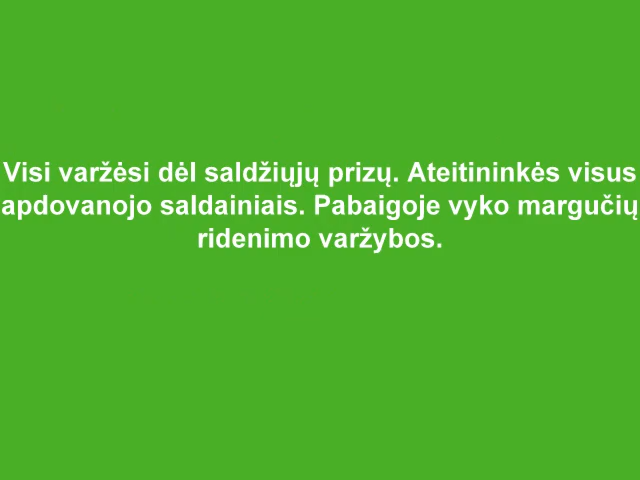 Visi varžėsi dėl saldžiųjų prizų. Ateitininkės visus
apdovanojo saldainiais. Pabaigoje vyko margučių
ridenimo varžybos.